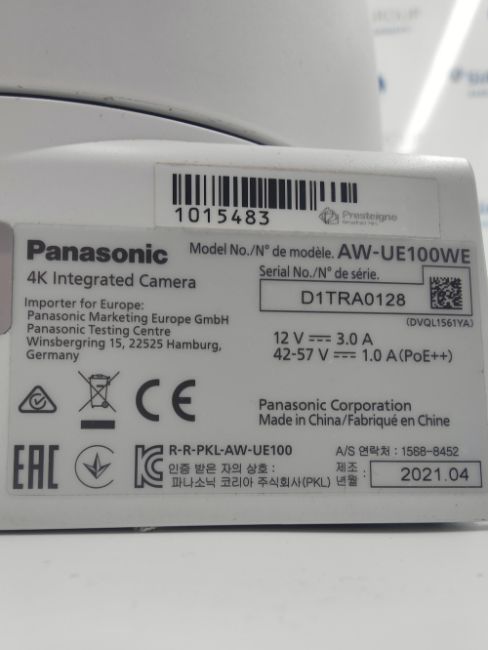 1015483
Presteigne
Panasonic
Model No./N° de modèle. AW-UE100WE
4K Integrated Camera
Serial No./N° de série.
D1TRA0128
(DVQL1561YA)
Importer for Europe:
Panasonic Marketing Europe GmbH
Panasonic Testing Centre
Winsbergring 15, 22525 Hamburg,
Germany
12 V ⎓ 3.0 A
42-57 V ⎓ 1.0 A (PoE++)
CE
Panasonic Corporation
Made in China/Fabriqué en Chine
EAC
R-R-PKL-AW-UE100
인증 받은 자의 상호 :
파나소닉 코리아 주식회사(PKL)
A/S 연락처 : 1568-8452
제조
년월 : 2021.04